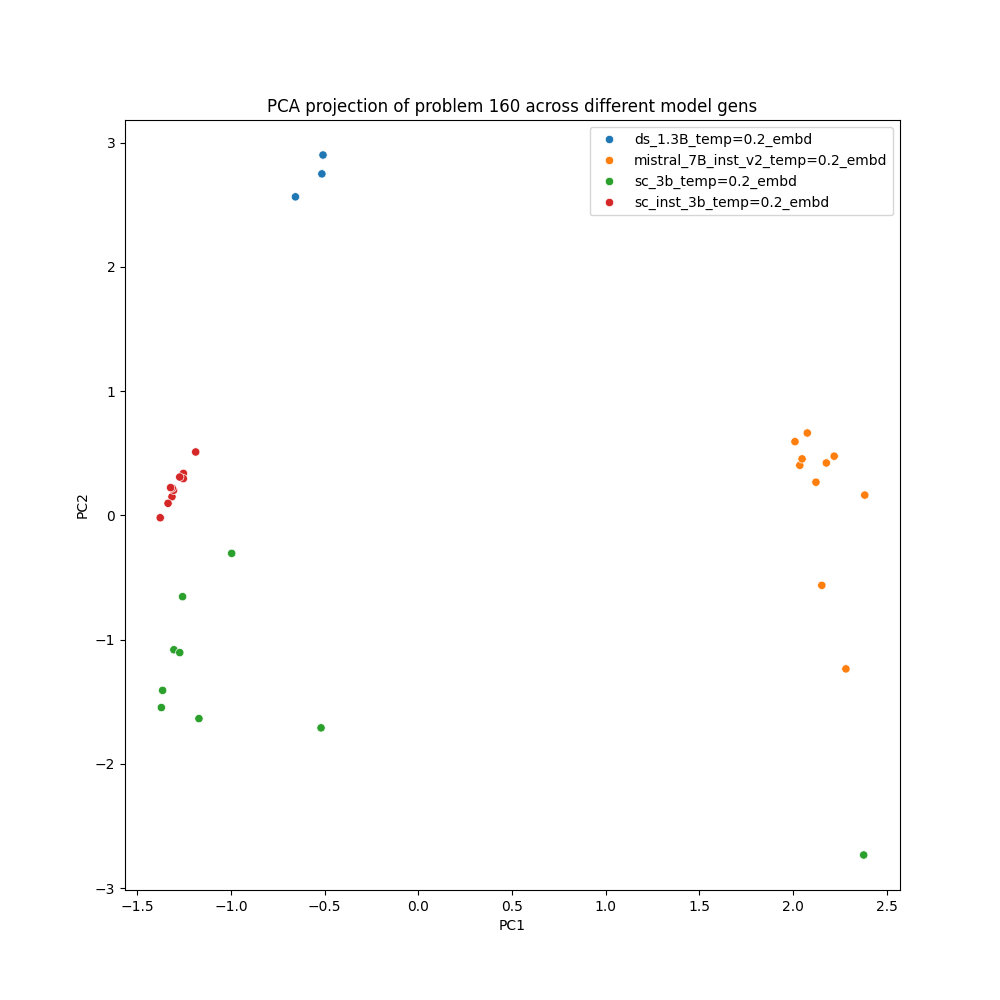 PCA projection of problem 160 across different model gens
ds_1.3B_temp=0.2_embd
mistral_7B_inst_v2_temp=0.2_embd
sc_3b_temp=0.2_embd
sc_inst_3b_temp=0.2_embd
3
2
1
0
−1
−2
−3
PC2
−1.5 −1.0 −0.5 0.0 0.5 1.0 1.5 2.0 2.5
PC1